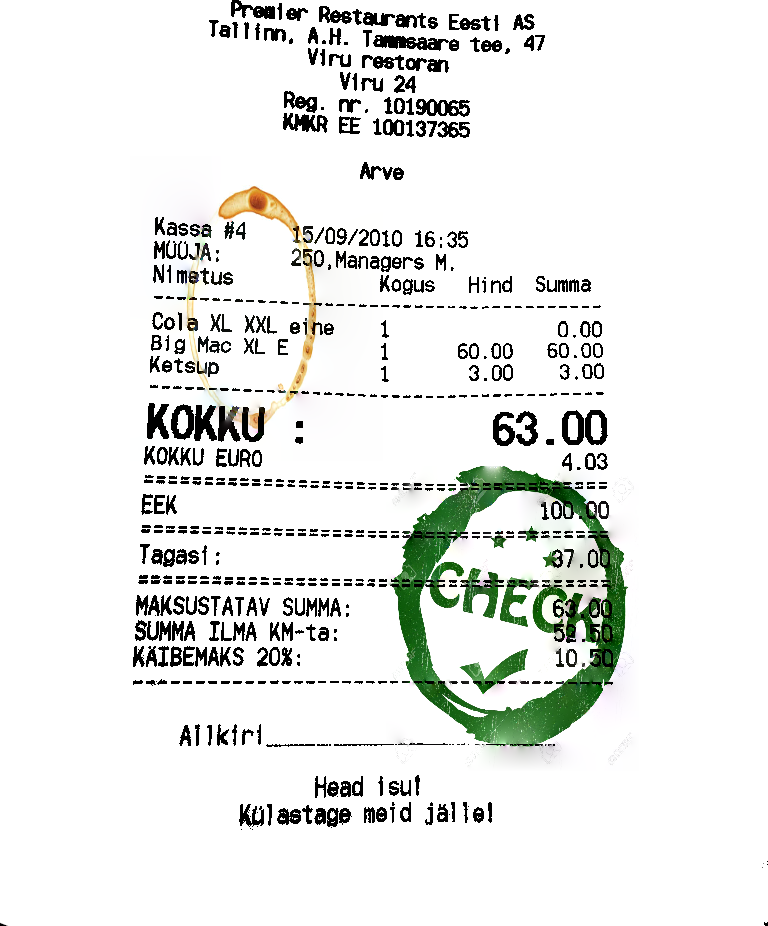 Premier Restaurants Eesti AS
Tallinn, A.H. Tammsaare tee, 47
Viru restoran
Viru 24
Reg. nr. 10190065
KMKR EE 100137365
Arve
Kassa #4 15/09/2010 16:35
MÜÜJA: 250,Managers M.
Nimetus Kogus Hind Summa
Cola XL XXL eine 1 0.00
Big Mac XL E 1 60.00 60.00
Ketsup 1 3.00 3.00
KOKKU : 63.00
KOKKU EURO 4.03
EEK 100.00
Tagasi: 37.00
CHECK
MAKSUSTATAV SUMMA: 63.00
SUMMA ILMA KM-ta: 52.50
KÄIBEMAKS 20%: 10.50
Allkiri
Head isu!
Külastage meid jälle!